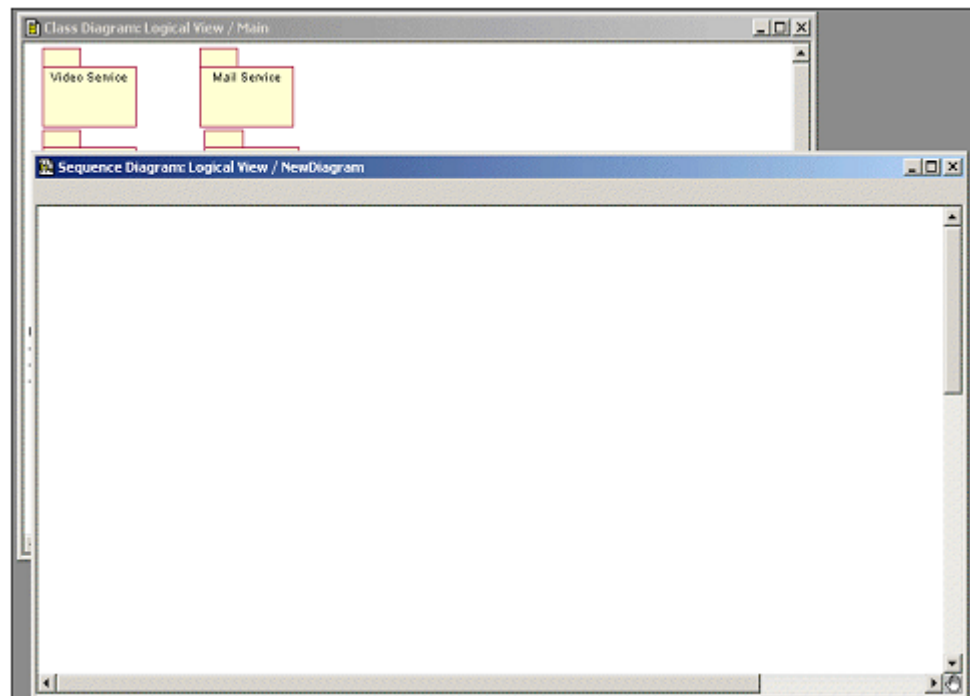 Class Diagram: Logical View / Main
Video Service
Mail Service
Sequence Diagram: Logical View / NewDiagram